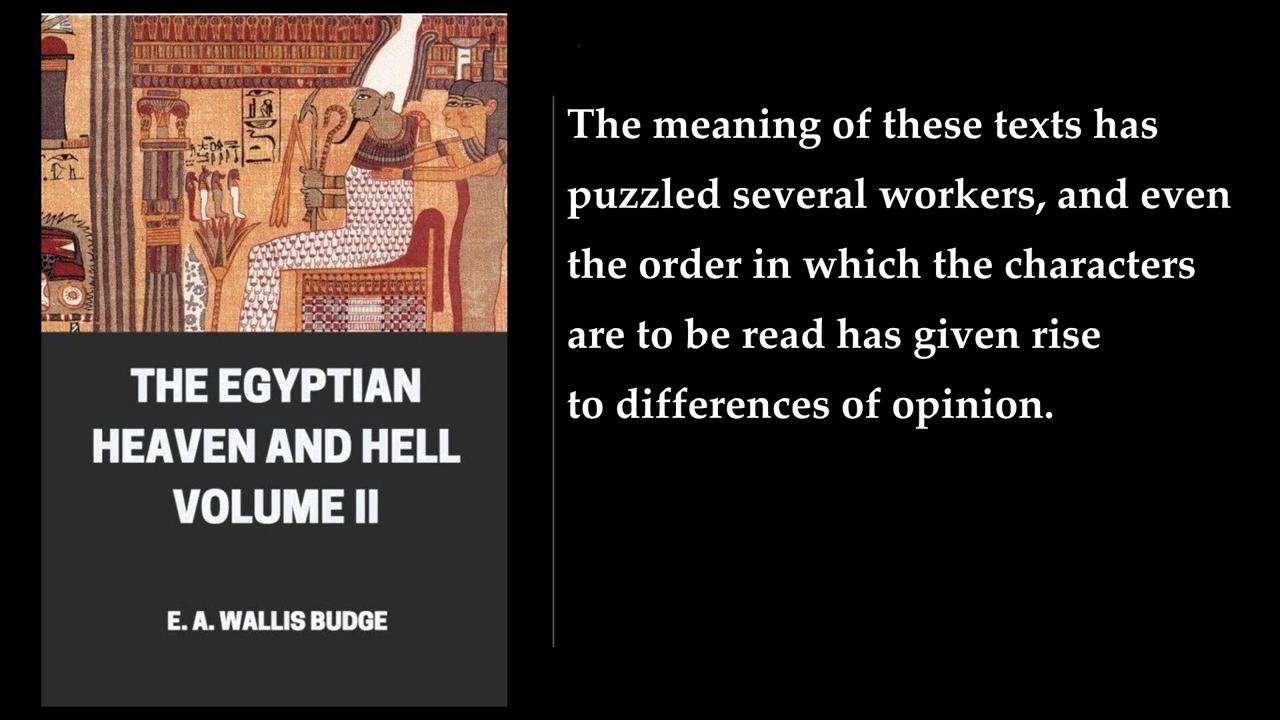 THE EGYPTIAN
HEAVEN AND HELL
VOLUME II
E. A. WALLIS BUDGE
The meaning of these texts has
puzzled several workers, and even
the order in which the characters
are to be read has given rise
to differences of opinion.